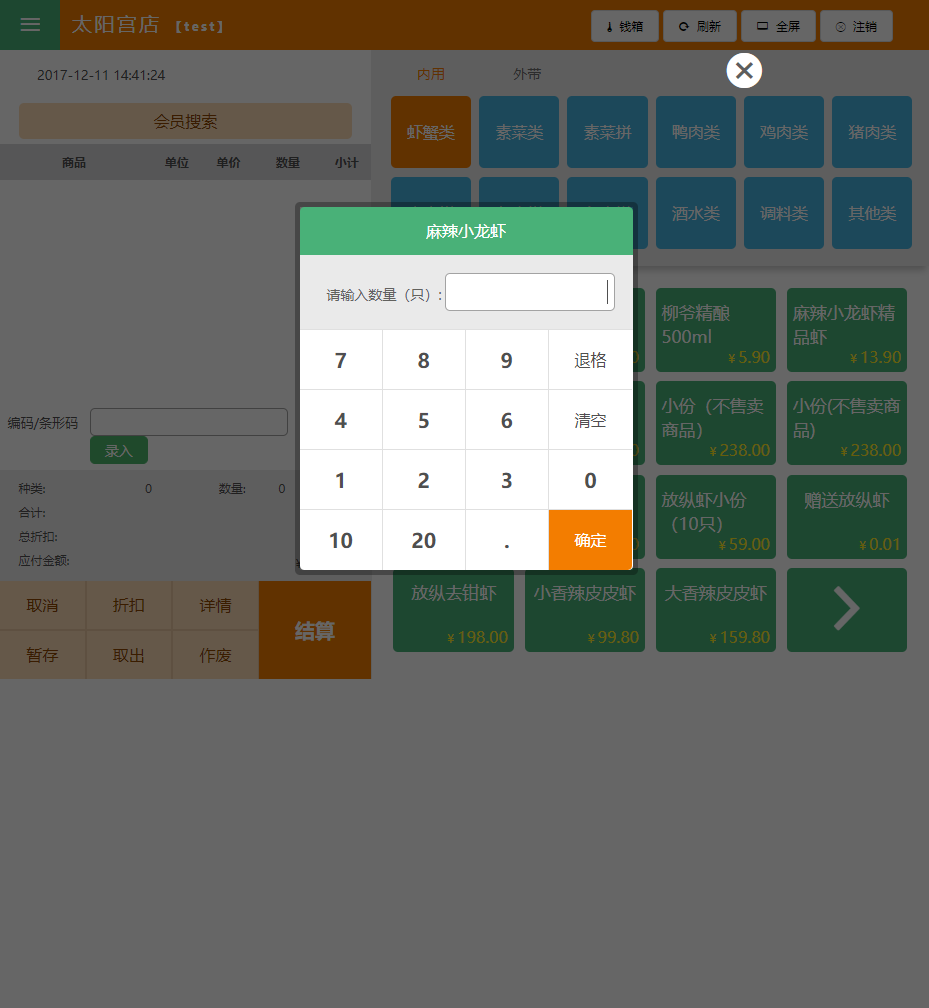 太阳宫店 【test】
钱箱 刷新 全屏 注销
2017-12-11 14:41:24
内用 外带
会员搜索
虾蟹类 素菜类 素菜拼 鸭肉类 鸡肉类 猪肉类
商品 单位 单价 数量 小计
酒水类 调料类 其他类
麻辣小龙虾
请输入数量（只）:
柳爷精酿500ml
¥5.90
麻辣小龙虾精品虾
¥13.90
7 8 9 退格
4 5 6 清空
1 2 3 0
10 20 . 确定
小份（不售卖商品）
¥238.00
小份(不售卖商品)
¥238.00
编码/条形码
录入
种类: 0 数量: 0
合计:
总折扣:
应付金额:
放纵虾小份（10只）
¥59.00
赠送放纵虾
¥0.01
放纵去钳虾
¥198.00
小香辣皮皮虾
¥99.80
大香辣皮皮虾
¥159.80
取消 折扣 详情
结算
暂存 取出 作废